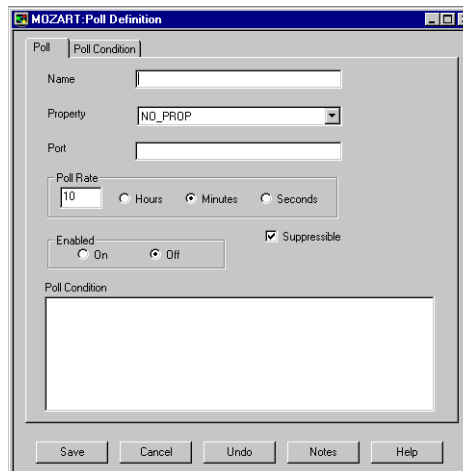 MOZART:Poll Definition
Poll
Poll Condition
Name
Property
NO_PROP
Port
Poll Rate
10
Hours
Minutes
Seconds
Enabled
On
Off
Suppressible
Poll Condition
Save
Cancel
Undo
Notes
Help